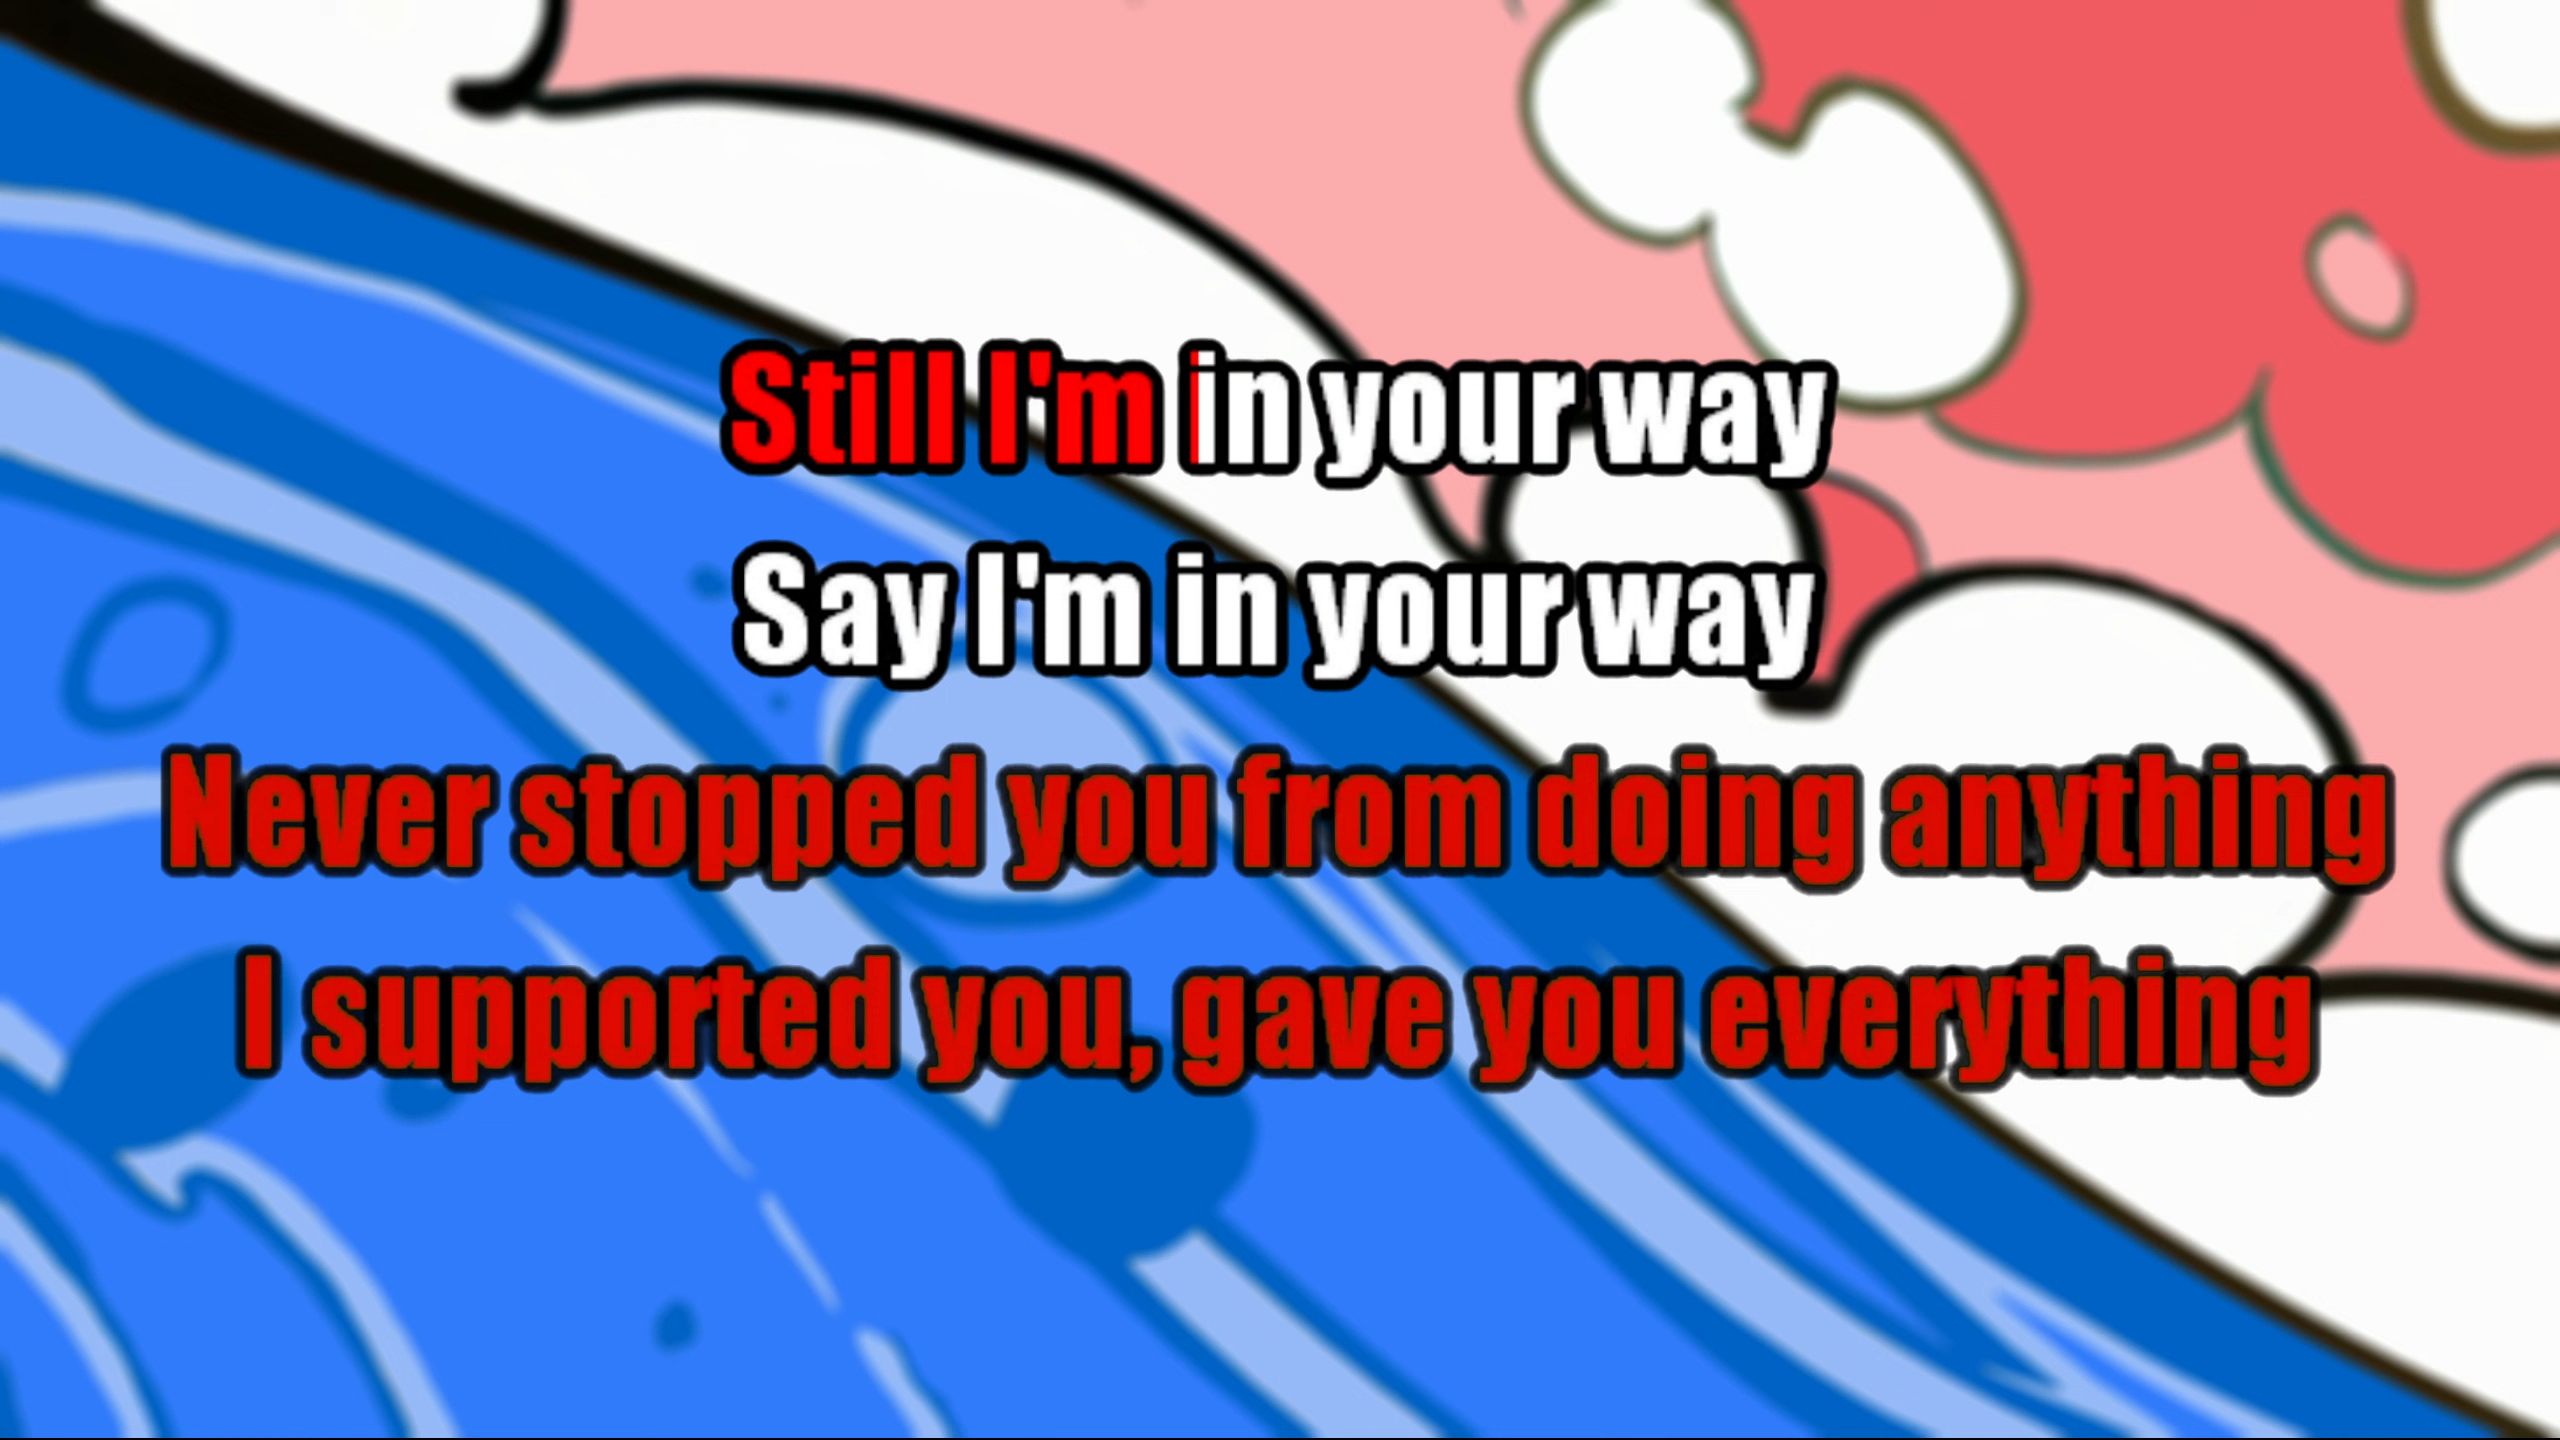 Still I'm in your way
Say I'm in your way
Never stopped you from doing anything
I supported you, gave you everything